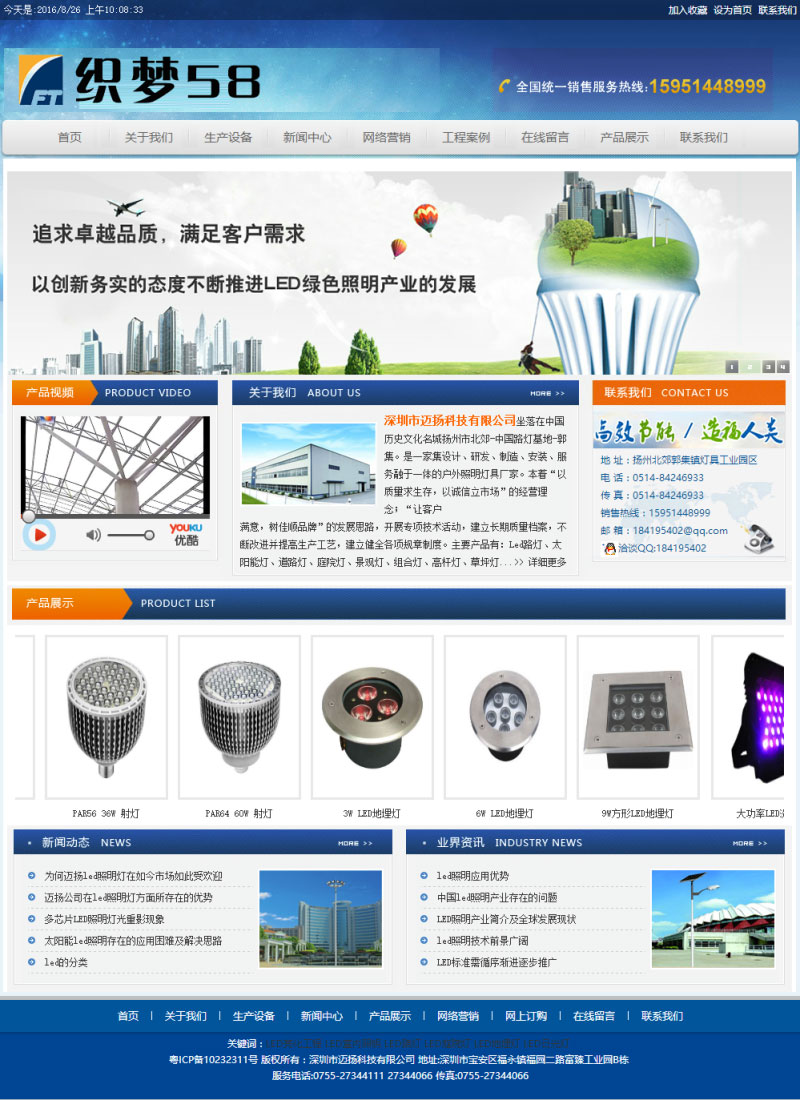 今天是:2016/8/26 上午10:08:33
加入收藏 设为首页 联系我们
FT 织梦58
全国统一销售服务热线:15951448999
首页 关于我们 生产设备 新闻中心 网络营销 工程案例 在线留言 产品展示 联系我们
追求卓越品质，满足客户需求
以创新务实的态度不断推进LED绿色照明产业的发展
1 2 3 4
产品视频 PRODUCT VIDEO
YOUKU
优酷
关于我们 ABOUT US MORE >>
深圳市迈扬科技有限公司坐落在中国
历史文化名城扬州市北郊-中国路灯基地-郭
集。是一家集设计、研发、制造、安装、服
务融于一体的户外照明灯具厂家。本着“以
质量求生存，以诚信立市场”的经营理
念；“让客户
满意，树佳顺品牌”的发展思路，开展专项技术活动，建立长期质量档案，不
断改进并提高生产工艺，建立健全各项规章制度。主要产品有：Led路灯、太
阳能灯、道路灯、庭院灯、景观灯、组合灯、高杆灯、草坪灯...>> 详细更多
联系我们 CONTACT US
高效节能 / 造福人类
地 址：扬州北郊郭集镇灯具工业园区
电 话：0514-84246933
传 真：0514-84246933
销售热线：15951448999
邮 箱：184195402@qq.com
洽谈QQ:184195402
产品展示 PRODUCT LIST
PAR56 36W 射灯
PAR64 60W 射灯
3W LED地埋灯
6W LED地埋灯
9W方形LED地埋灯
大功率LED
新闻动态 NEWS MORE >>
为何迈扬led照明灯在如今市场如此受欢迎
迈扬公司在led照明灯方面所存在的优势
多芯片LED照明灯光重影现象
太阳能led照明存在的应用困难及解决思路
led的分类
业界资讯 INDUSTRY NEWS MORE >>
led照明应用优势
中国led照明产业存在的问题
LED照明产业简介及全球发展现状
led照明技术前景广阔
LED标准需循序渐进逐步推广
首页 | 关于我们 | 生产设备 | 新闻中心 | 产品展示 | 网络营销 | 网上订购 | 在线留言 | 联系我们
关键词：
粤ICP备10232311号 版权所有：深圳市迈扬科技有限公司 地址:深圳市宝安区福永镇福园二路富臻工业园B栋
服务电话:0755-27344111 27344066 传真:0755-27344066